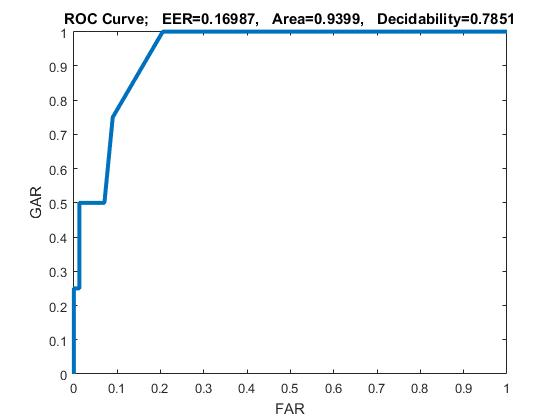 ROC Curve;   EER=0.16987,   Area=0.9399,   Decidability=0.7851
1
0.9
0.8
0.7
0.6
0.5
0.4
0.3
0.2
0.1
0
GAR
0 0.1 0.2 0.3 0.4 0.5 0.6 0.7 0.8 0.9 1
FAR